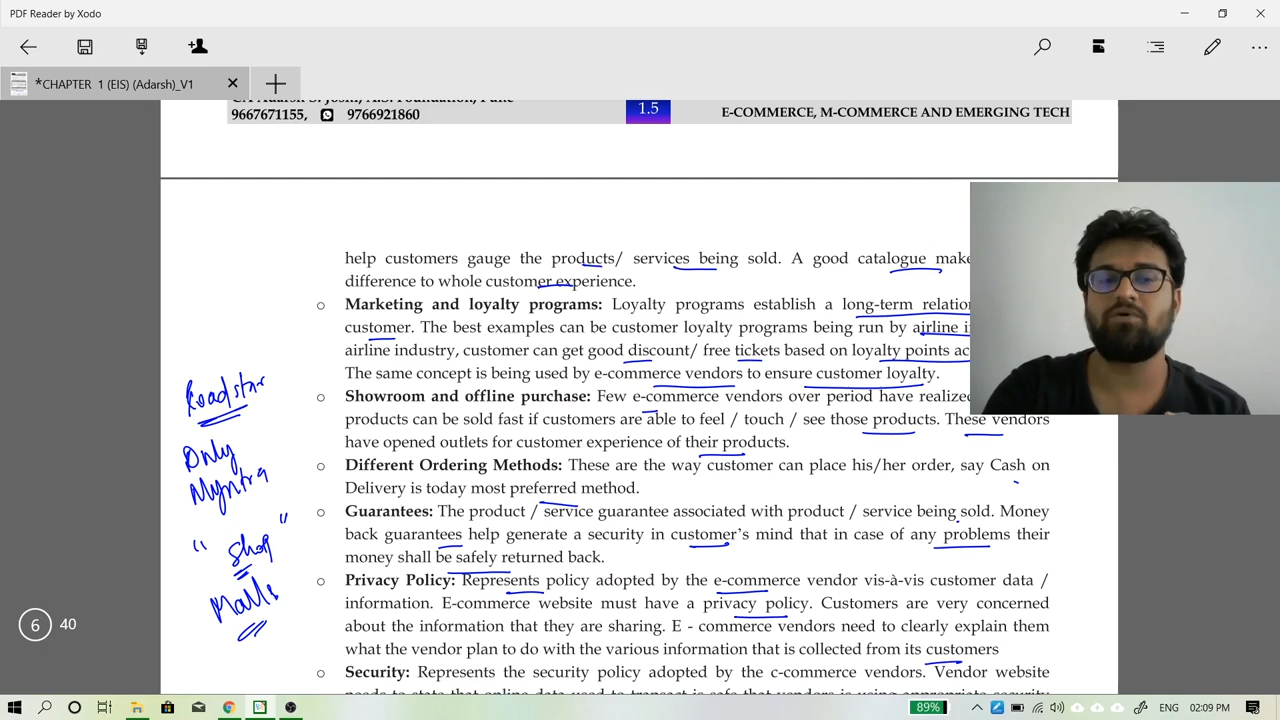 PDF Reader by Xodo
*CHAPTER 1 (EIS) (Adarsh)_V1
9667671155, 9766921860
1.5
E-COMMERCE, M-COMMERCE AND EMERGING TECH
help customers gauge the products/ services being sold. A good catalogue make
difference to whole customer experience.
o Marketing and loyalty programs: Loyalty programs establish a long-term relation
customer. The best examples can be customer loyalty programs being run by airline i
airline industry, customer can get good discount/ free tickets based on loyalty points ac
The same concept is being used by e-commerce vendors to ensure customer loyalty.
o Showroom and offline purchase: Few e-commerce vendors over period have realized
products can be sold fast if customers are able to feel / touch / see those products. These vendors
have opened outlets for customer experience of their products.
o Different Ordering Methods: These are the way customer can place his/her order, say Cash on
Delivery is today most preferred method.
o Guarantees: The product / service guarantee associated with product / service being sold. Money
back guarantees help generate a security in customer's mind that in case of any problems their
money shall be safely returned back.
o Privacy Policy: Represents policy adopted by the e-commerce vendor vis-à-vis customer data /
information. E-commerce website must have a privacy policy. Customers are very concerned
about the information that they are sharing. E - commerce vendors need to clearly explain them
what the vendor plan to do with the various information that is collected from its customers
o Security: Represents the security policy adopted by the c-commerce vendors. Vendor website
Roadstar
Only
Myntra
" Shop "
Malls
6 40
89%
ENG 02:09 PM